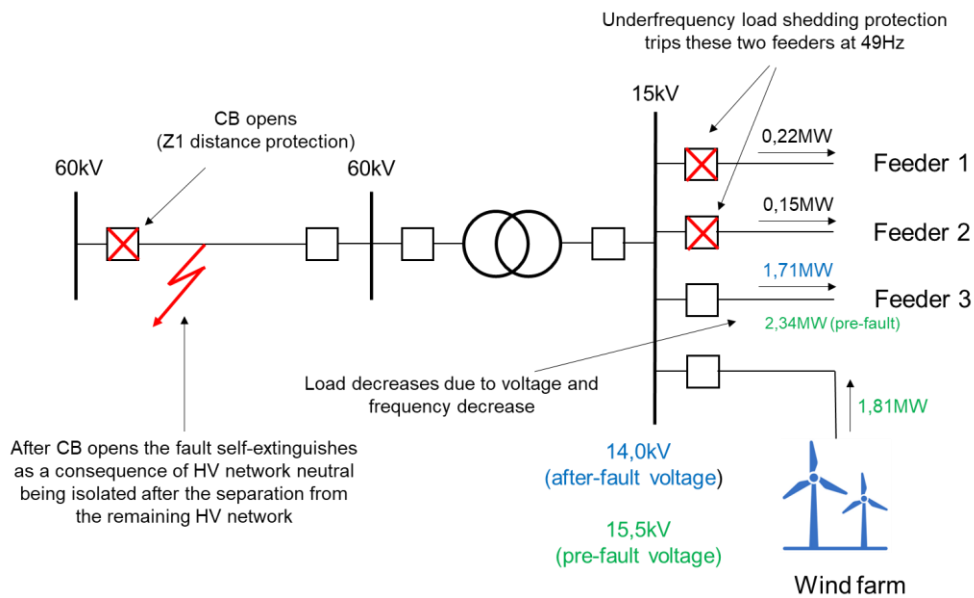 Underfrequency load shedding protection
trips these two feeders at 49Hz
15kV
CB opens
(Z1 distance protection)
60kV
60kV
0,22MW
Feeder 1
0,15MW
Feeder 2
1,71MW
Feeder 3
2,34MW (pre-fault)
Load decreases due to voltage and
frequency decrease
1,81MW
After CB opens the fault self-extinguishes
as a consequence of HV network neutral
being isolated after the separation from
the remaining HV network
14,0kV
(after-fault voltage)
15,5kV
(pre-fault voltage)
Wind farm